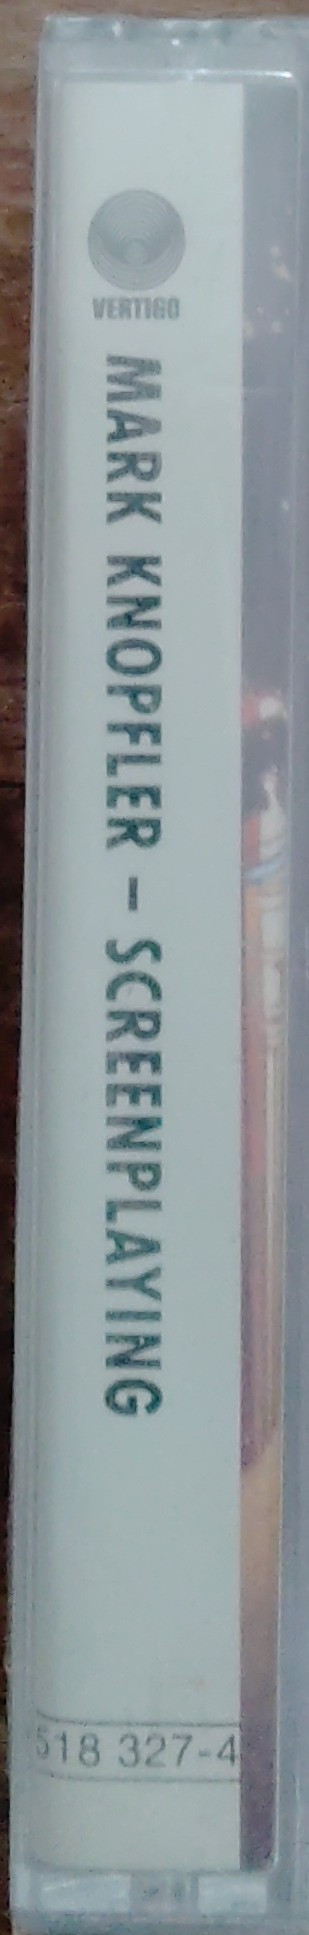 VERTIGO
MARK KNOPFLER – SCREENPLAYING
518 327-4